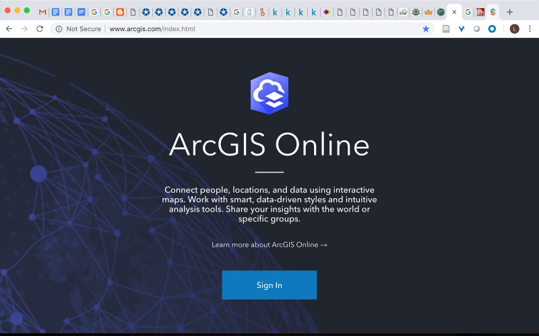 Not Secure | www.arcgis.com/index.html
L
ArcGIS Online
Connect people, locations, and data using interactive
maps. Work with smart, data-driven styles and intuitive
analysis tools. Share your insights with the world or
specific groups.
Learn more about ArcGIS Online →
Sign In